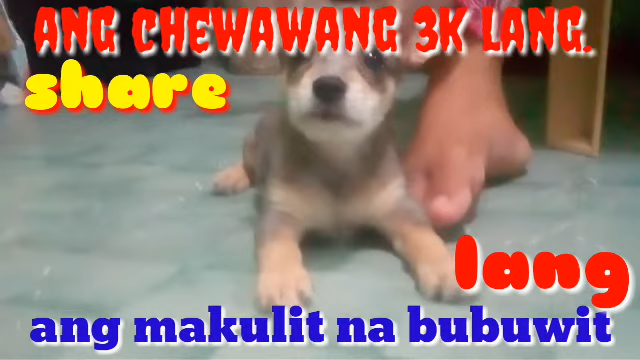 ANG CHEWAWANG 3K LANG.
share
lang
ang makulit na bubuwit